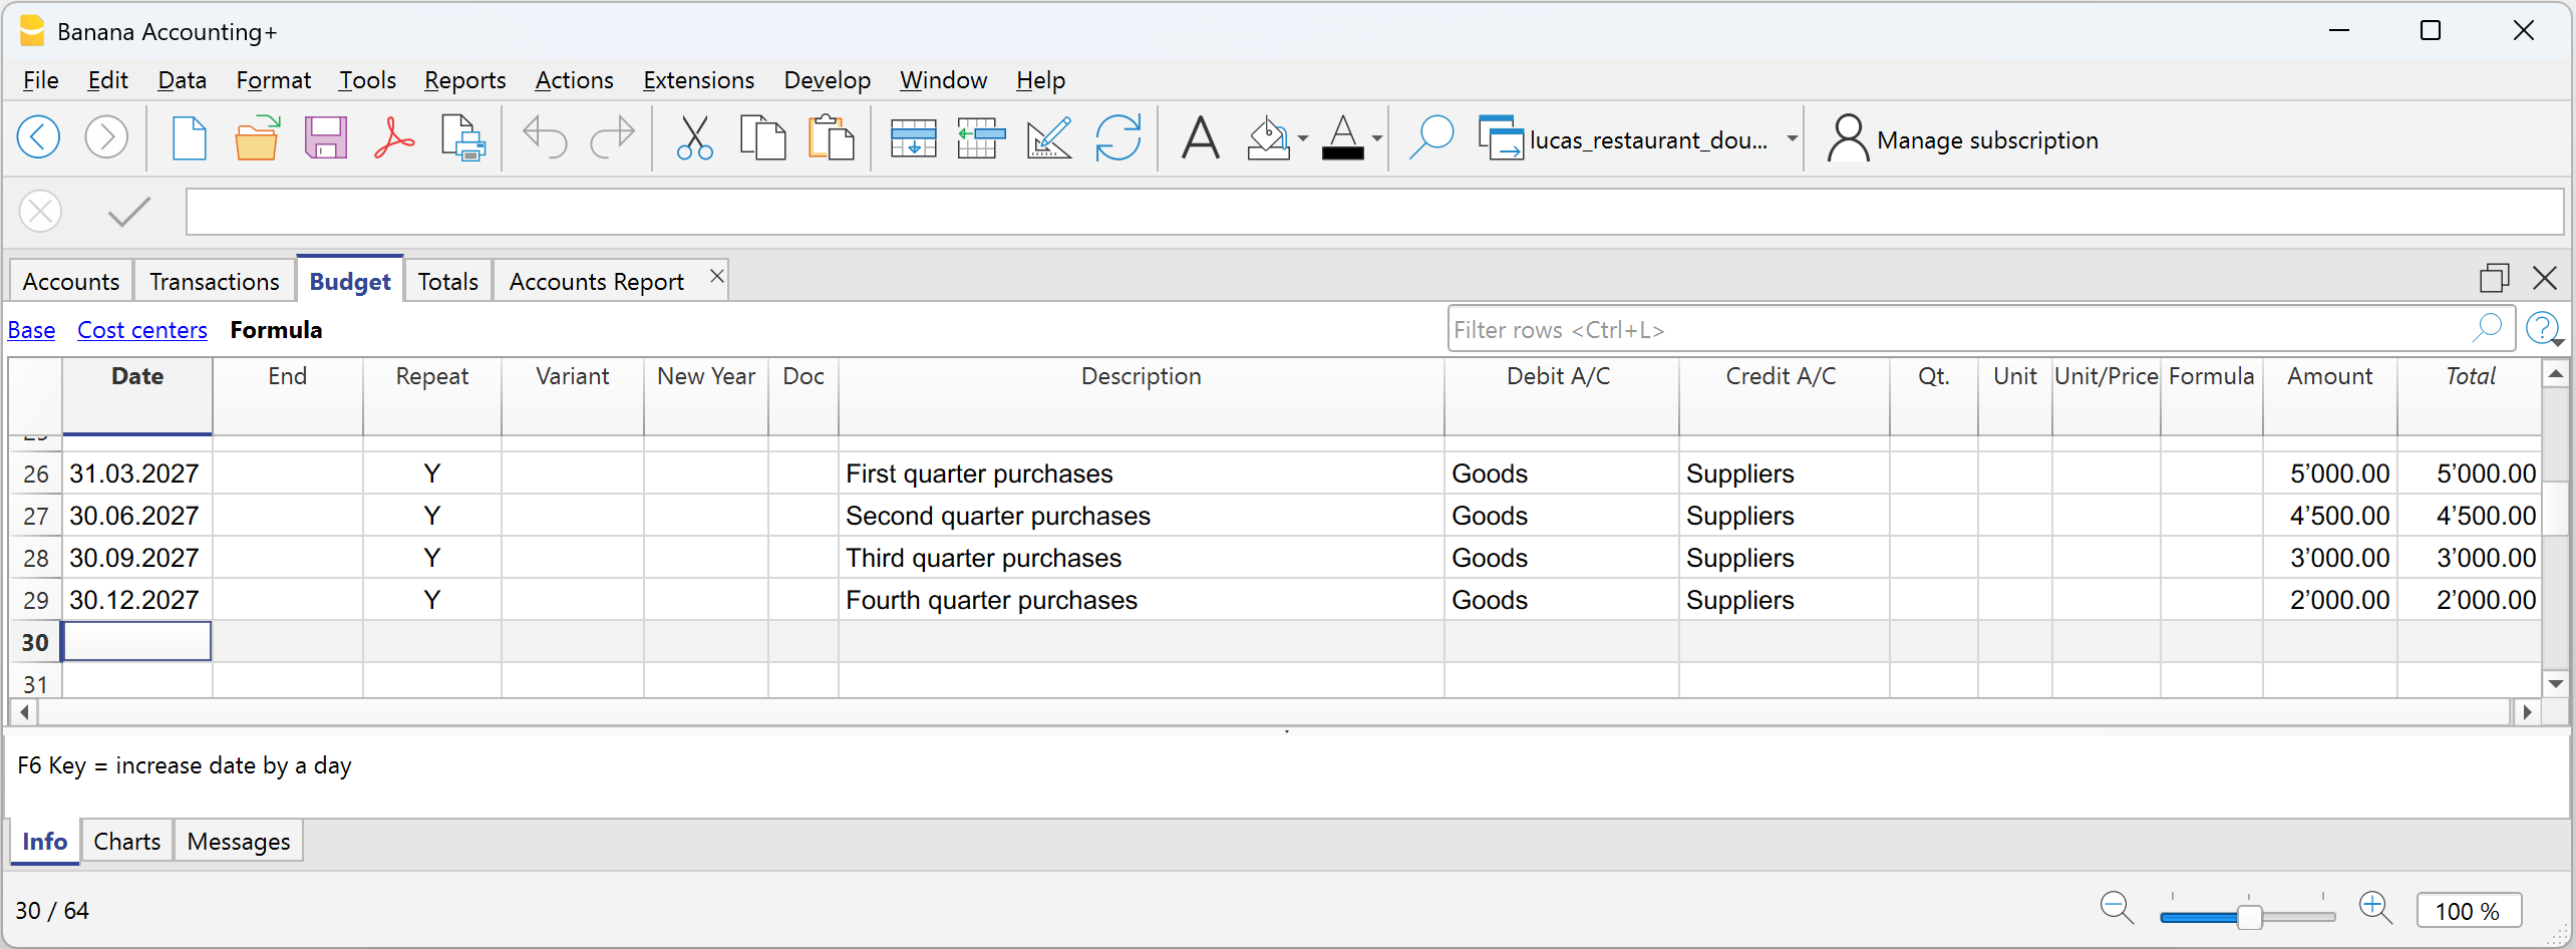 Banana Accounting+
File Edit Data Format Tools Reports Actions Extensions Develop Window Help
lucas_restaurant_dou... Manage subscription
Accounts Transactions Budget Totals Accounts Report
Base Cost centers Formula Filter rows <Ctrl+L>
Date End Repeat Variant New Year Doc Description Debit A/C Credit A/C Qt. Unit Unit/Price Formula Amount Total
26 31.03.2027 Y First quarter purchases Goods Suppliers 5’000.00 5’000.00
27 30.06.2027 Y Second quarter purchases Goods Suppliers 4’500.00 4’500.00
28 30.09.2027 Y Third quarter purchases Goods Suppliers 3’000.00 3’000.00
29 30.12.2027 Y Fourth quarter purchases Goods Suppliers 2’000.00 2’000.00
30
31
F6 Key = increase date by a day
Info Charts Messages
30 / 64 100 %